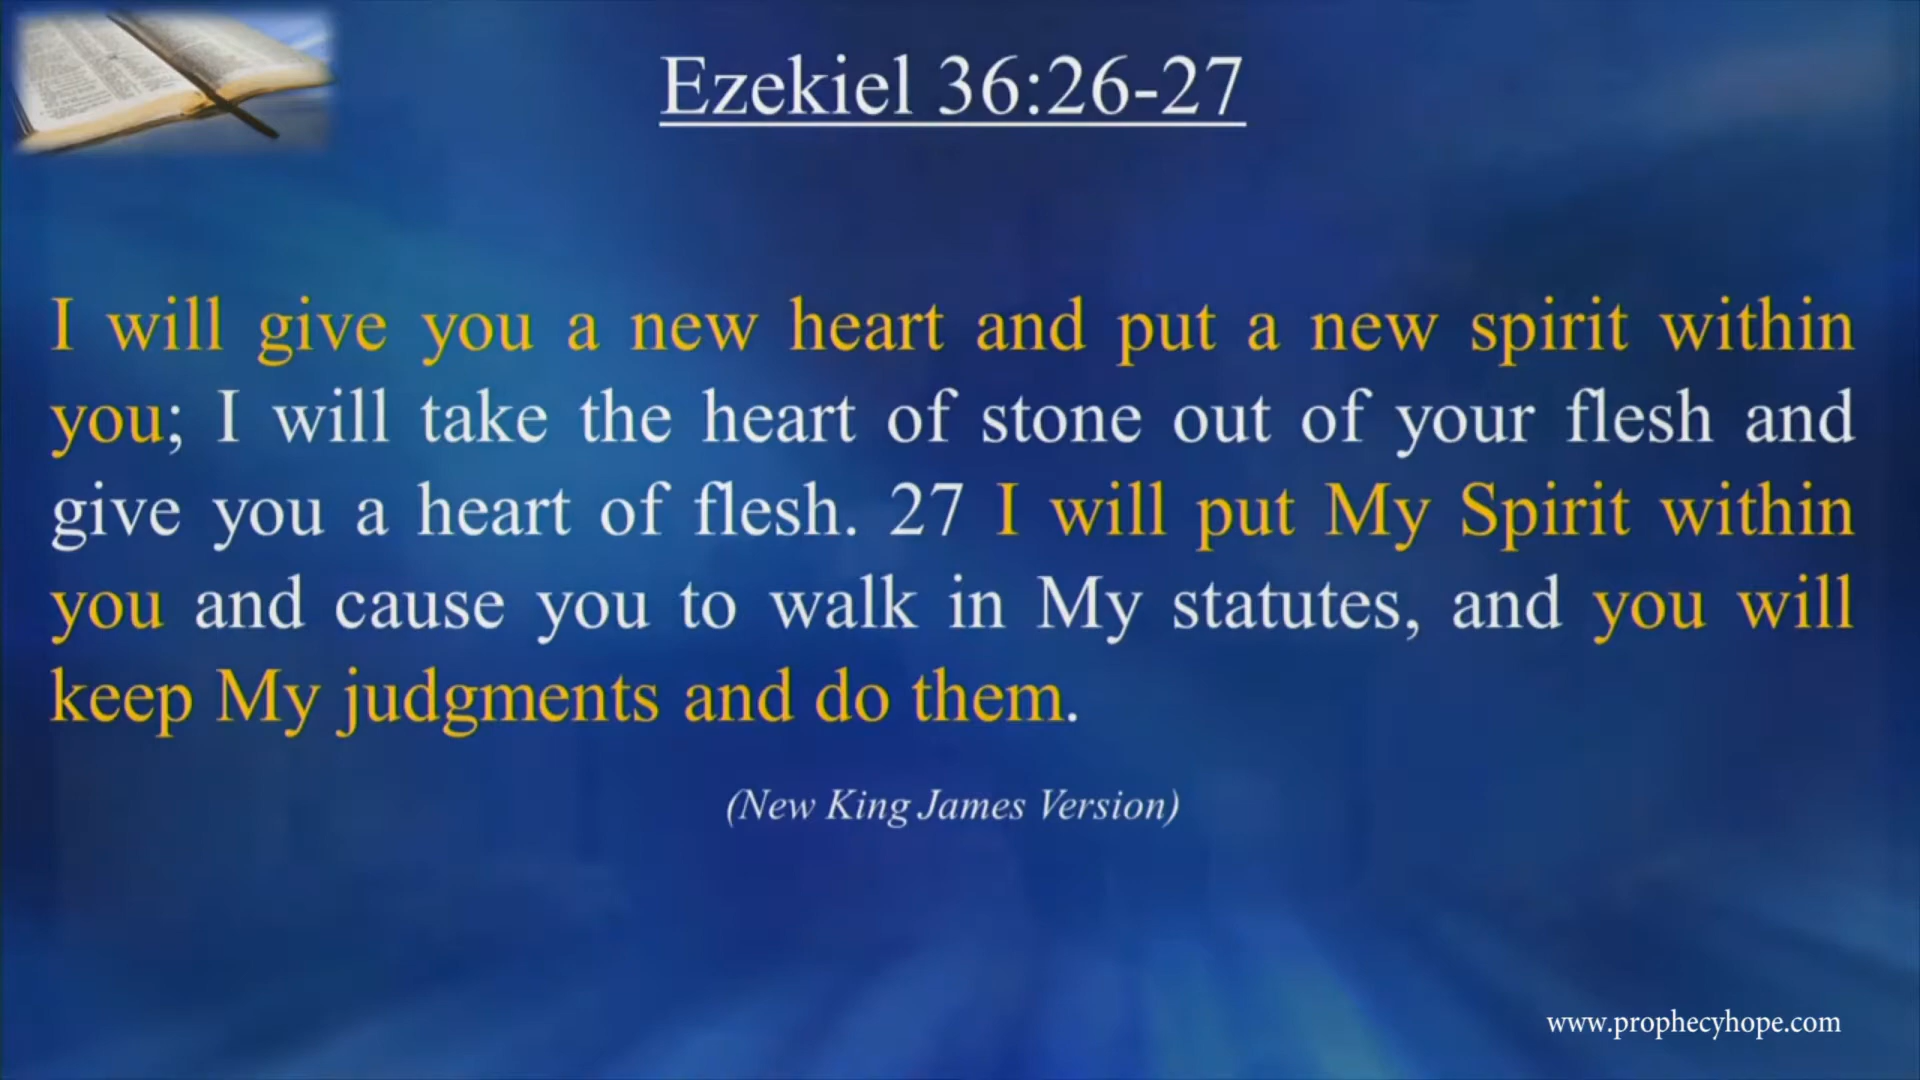 Ezekiel 36:26-27
I will give you a new heart and put a new spirit within
you; I will take the heart of stone out of your flesh and
give you a heart of flesh. 27 I will put My Spirit within
you and cause you to walk in My statutes, and you will
keep My judgments and do them.
(New King James Version)
www.prophecyhope.com